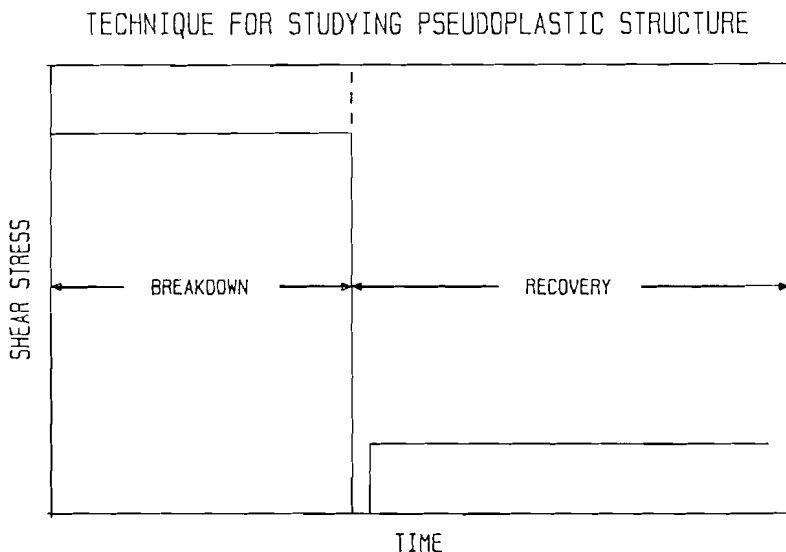 TECHNIQUE FOR STUDYING PSEUDOPLASTIC STRUCTURE
SHEAR STRESS
BREAKDOWN
RECOVERY
TIME